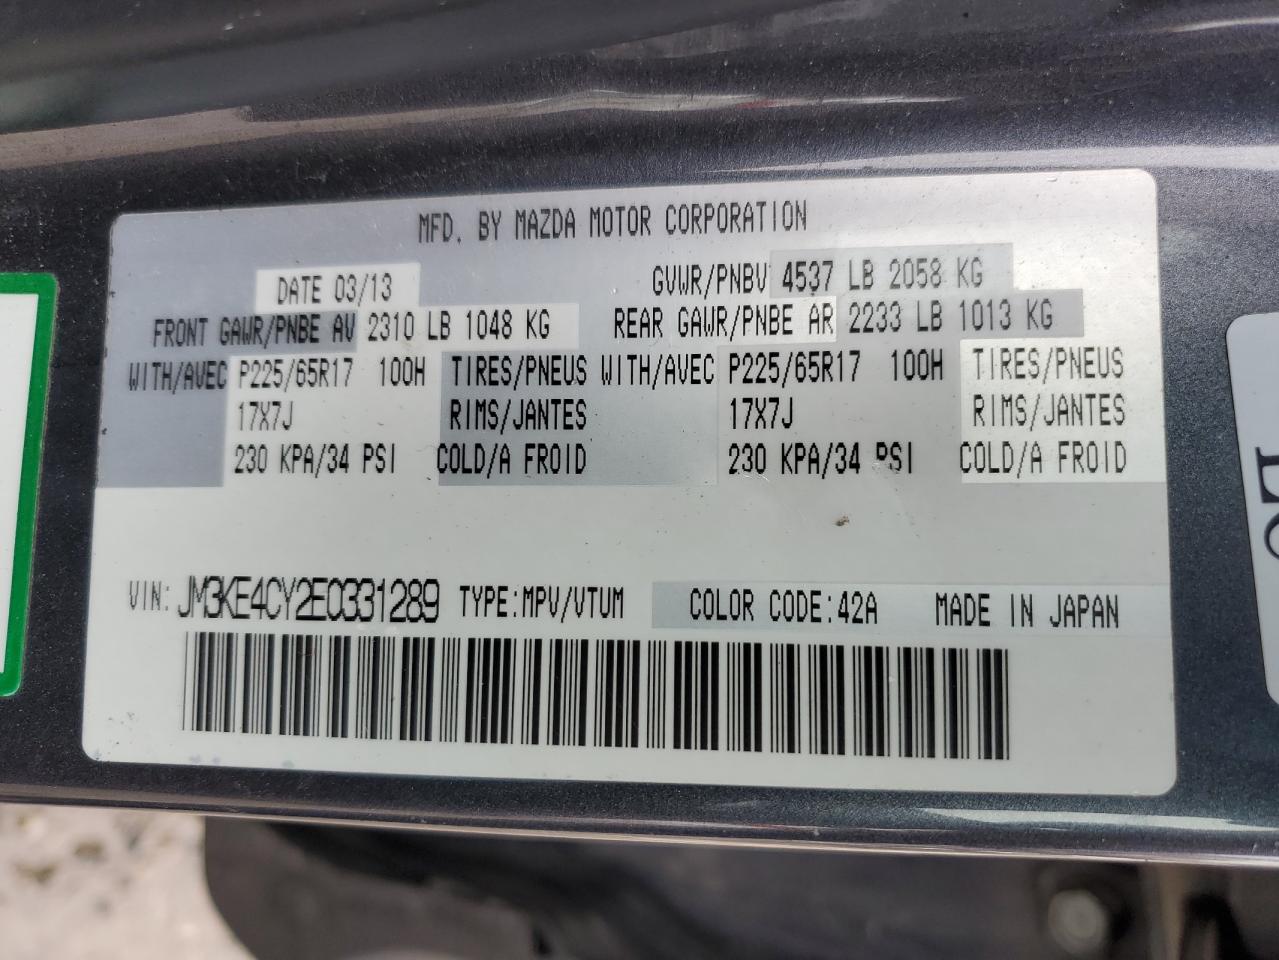 MFD. BY MAZDA MOTOR CORPORATION
DATE 03/13 GVWR/PNBV 4537 LB 2058 KG
FRONT GAWR/PNBE AV 2310 LB 1048 KG REAR GAWR/PNBE AR 2233 LB 1013 KG
WITH/AVEC P225/65R17 100H TIRES/PNEUS WITH/AVEC P225/65R17 100H TIRES/PNEUS
17X7J RIMS/JANTES 17X7J RIMS/JANTES
230 KPA/34 PSI COLD/A FROID 230 KPA/34 PSI COLD/A FROID
VIN: JM3KE4CY2E0331289 TYPE:MPV/VTUM COLOR CODE:42A MADE IN JAPAN